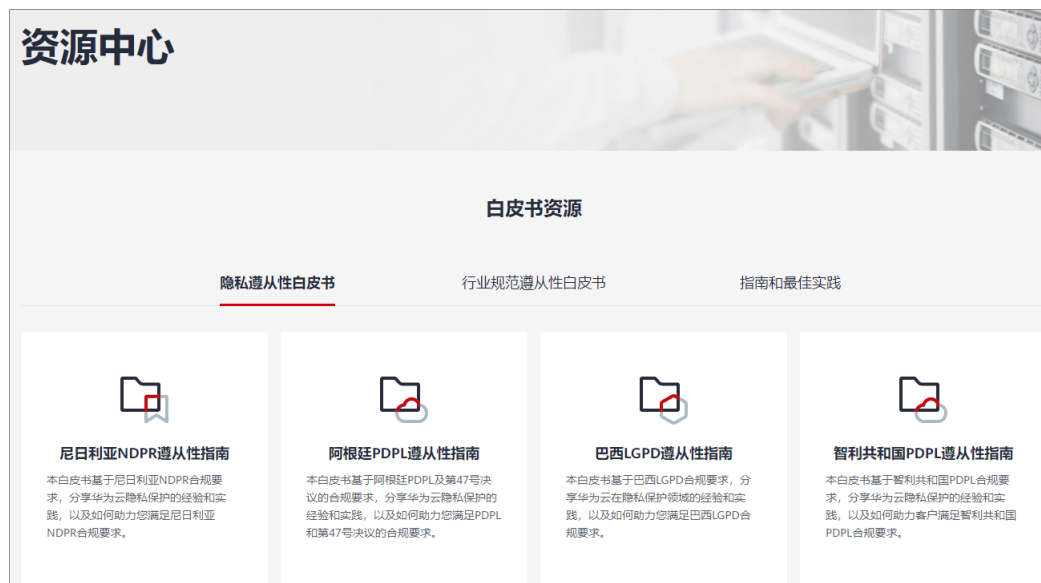 资源中心
白皮书资源
隐私遵从性白皮书
行业规范遵从性白皮书
指南和最佳实践
尼日利亚NDPR遵从性指南
本白皮书基于尼日利亚NDPR合规要
求，分享华为云隐私保护的经验和实
践，以及如何助力您满足尼日利亚
NDPR合规要求。
阿根廷PDPL遵从性指南
本白皮书基于阿根廷PDPL及第47号决
议的合规要求，分享华为云隐私保护的
经验和实践，以及如何助力您满足PDPL
和第47号决议的合规要求。
巴西LGPD遵从性指南
本白皮书基于巴西LGPD合规要求，分
享华为云在隐私保护领域的经验和实
践，以及如何助力您满足巴西LGPD合
规要求。
智利共和国PDPL遵从性指南
本白皮书基于智利共和国PDPL合规要
求，分享华为云隐私保护的经验和实
践，以及如何助力客户满足智利共和国
PDPL合规要求。